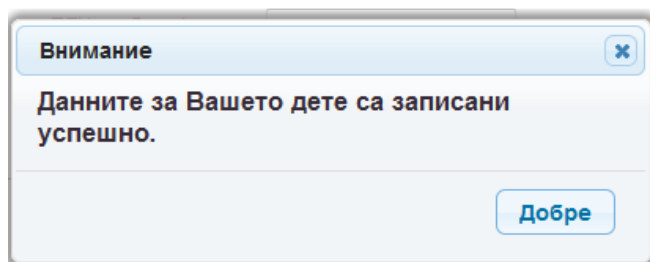 Внимание
Данните за Вашето дете са записани
успешно.
Добре